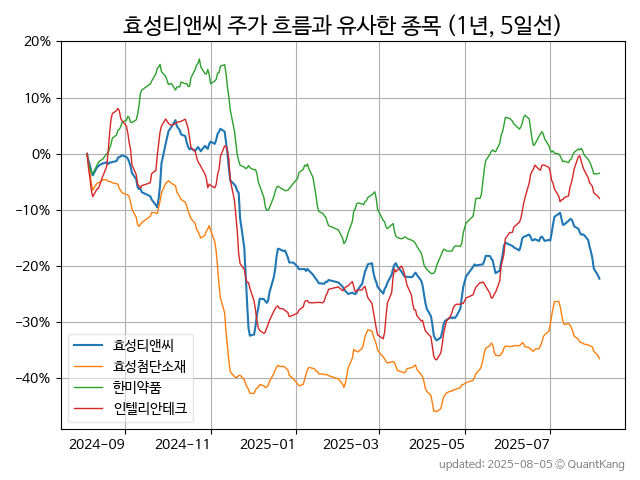 효성티앤씨 주가 흐름과 유사한 종목 (1년, 5일선)
20%
10%
0%
−10%
−20%
−30%
−40%
효성티앤씨
효성첨단소재
한미약품
인텔리안테크
2024-09
2024-11
2025-01
2025-03
2025-05
2025-07
updated: 2025-08-05 © QuantKang